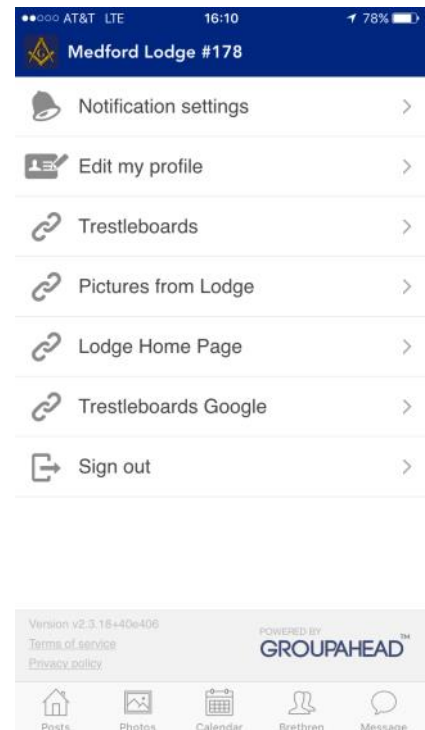 AT&T LTE 16:10 78%
Medford Lodge #178
Notification settings
Edit my profile
Trestleboards
Pictures from Lodge
Lodge Home Page
Trestleboards Google
Sign out
Version v2.3.18+40e406
Terms of service
Privacy policy
POWERED BY
GROUPAHEAD™
Posts Photos Calendar Brethren Message